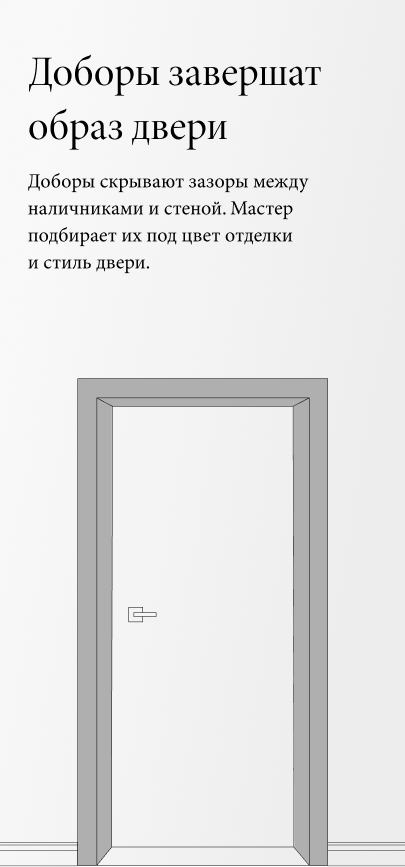 Доборы завершат
образ двери
Доборы скрывают зазоры между
наличниками и стеной. Мастер
подбирает их под цвет отделки
и стиль двери.